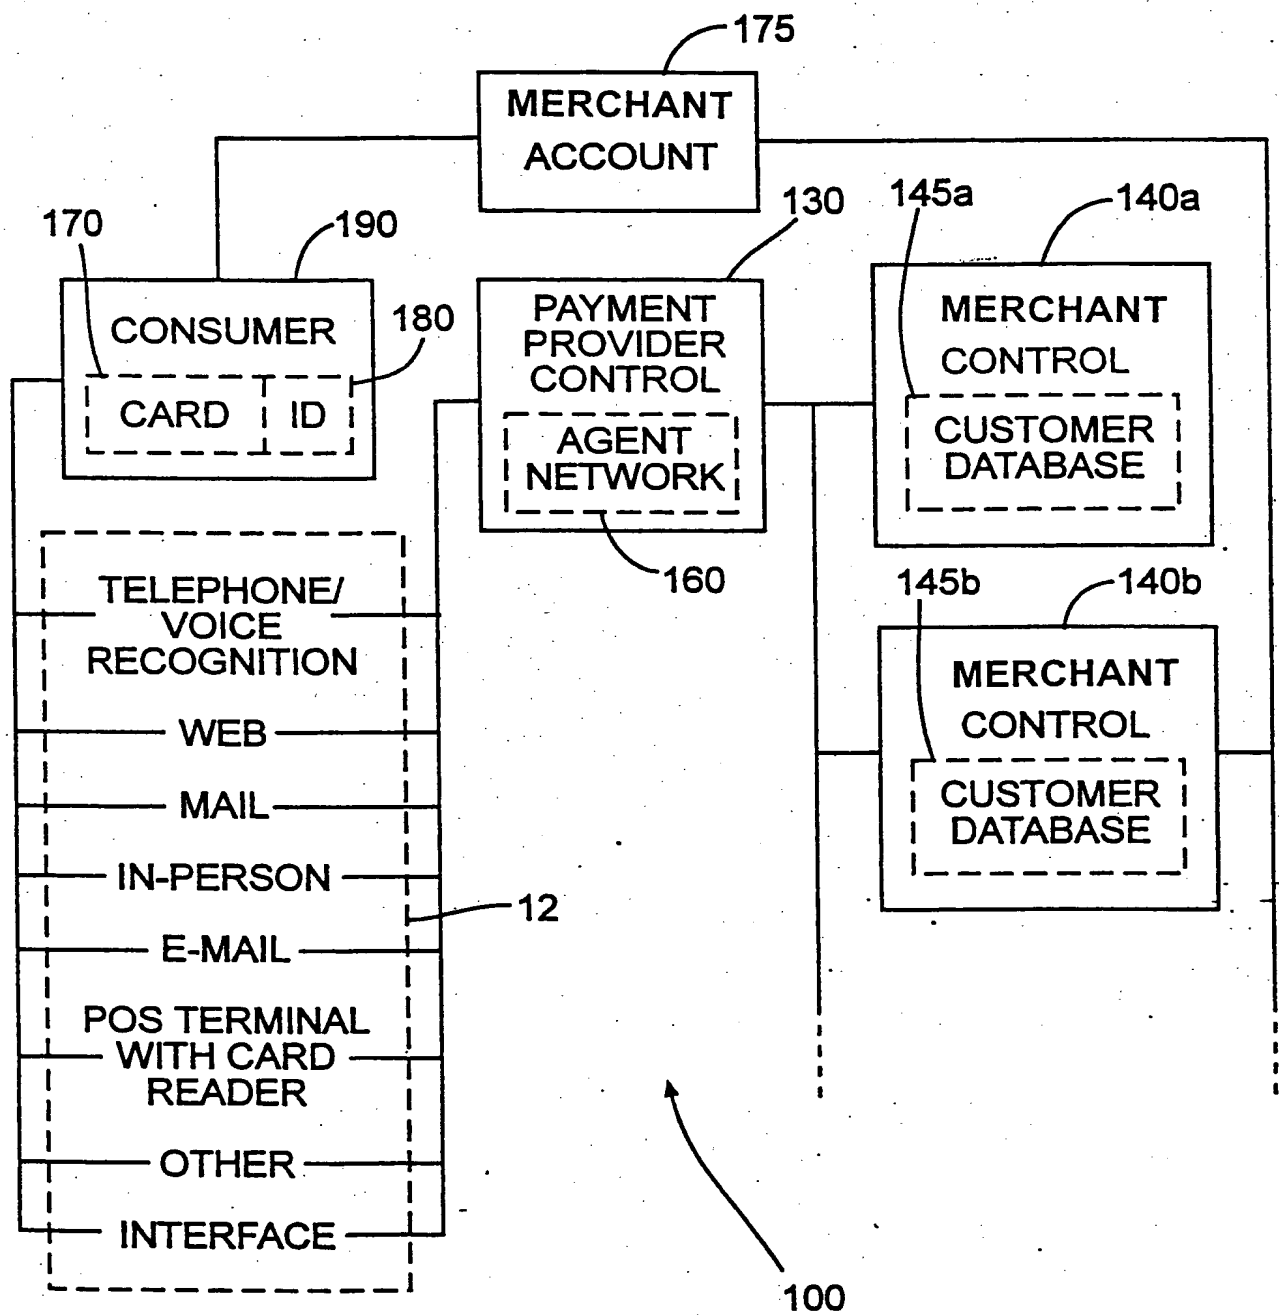 175
MERCHANT
ACCOUNT
170
190
130
145a
140a
CONSUMER
180
CARD
ID
PAYMENT
PROVIDER
CONTROL
AGENT
NETWORK
160
MERCHANT
CONTROL
CUSTOMER
DATABASE
145b
140b
MERCHANT
CONTROL
CUSTOMER
DATABASE
TELEPHONE/
VOICE
RECOGNITION
WEB
MAIL
IN-PERSON
12
E-MAIL
POS TERMINAL
WITH CARD
READER
OTHER
INTERFACE
100